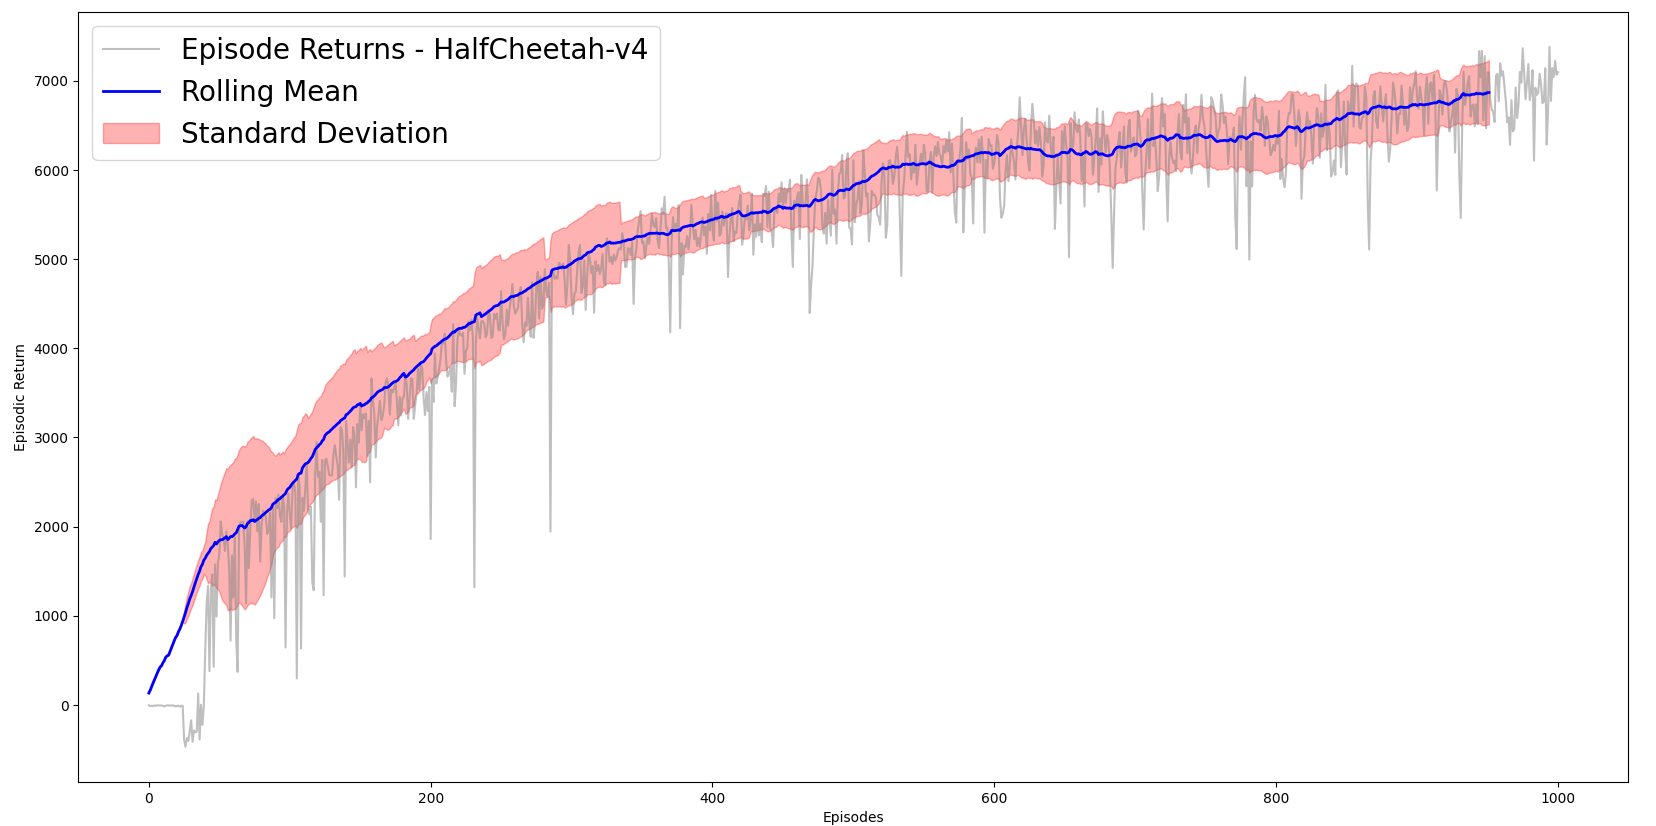 Episode Returns - HalfCheetah-v4
Rolling Mean
Standard Deviation
7000
6000
5000
4000
3000
2000
1000
0
Episodic Return
0 200 400 600 800 1000
Episodes